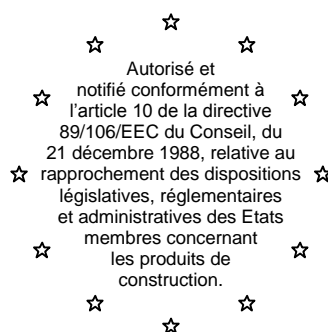 Autorisé et
notifié conformément à
l'article 10 de la directive
89/106/EEC du Conseil, du
21 décembre 1988, relative au
rapprochement des dispositions
législatives, réglementaires
et administratives des Etats
membres concernant
les produits de
construction.